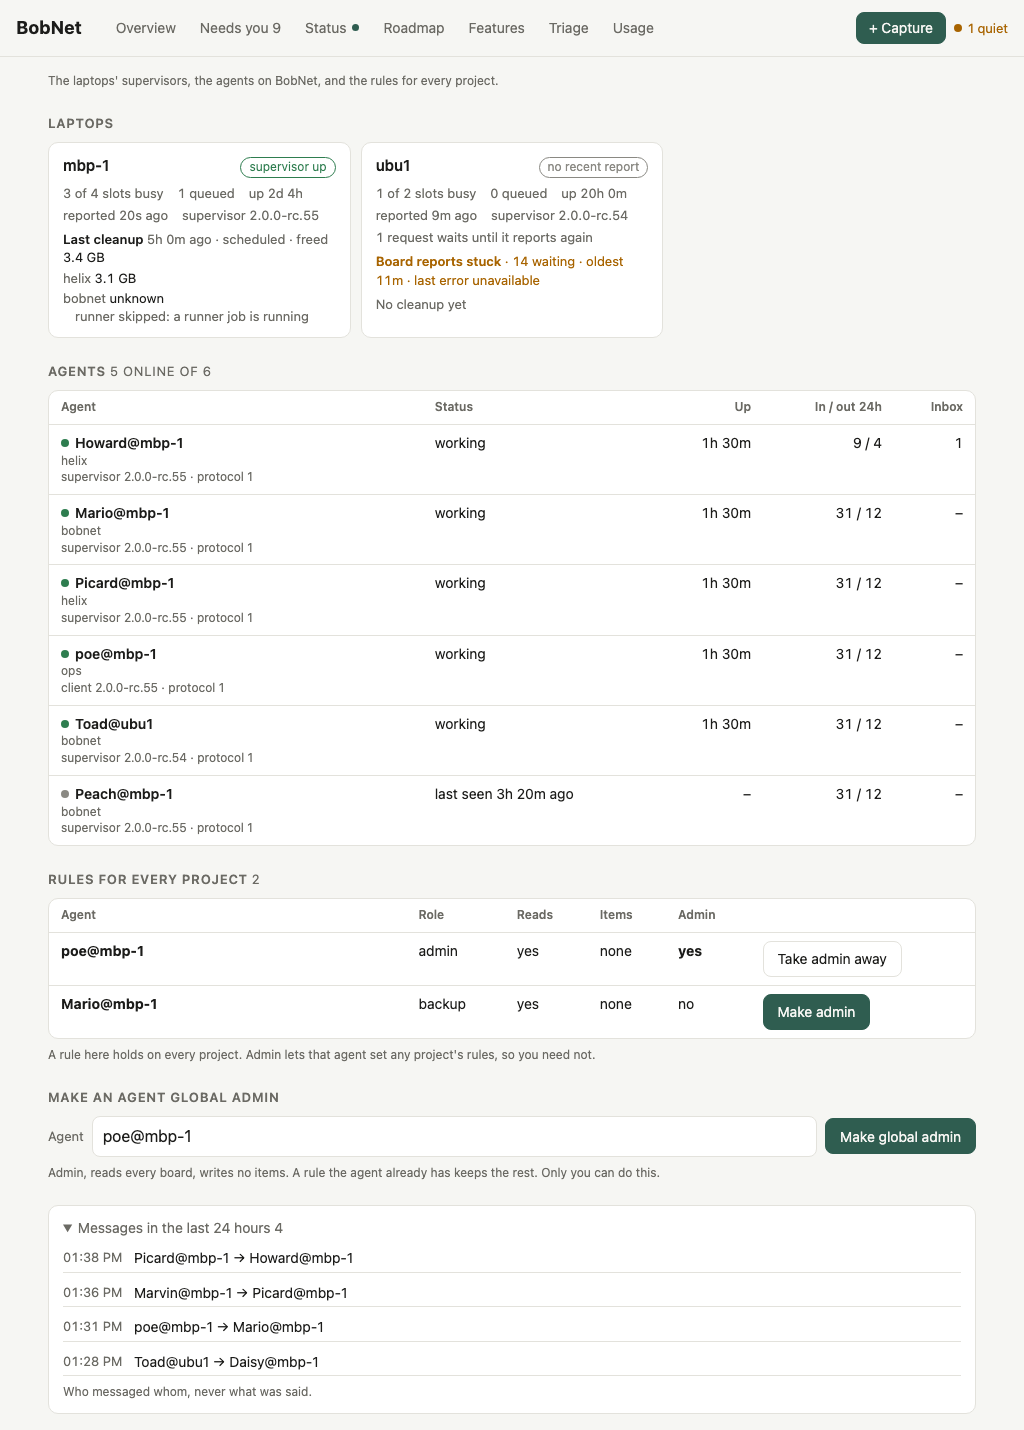 BobNet
Overview
Needs you 9
Status
Roadmap
Features
Triage
Usage
+ Capture
1 quiet
The laptops' supervisors, the agents on BobNet, and the rules for every project.
LAPTOPS
mbp-1
supervisor up
3 of 4 slots busy 1 queued up 2d 4h
reported 20s ago supervisor 2.0.0-rc.55
Last cleanup 5h 0m ago · scheduled · freed
3.4 GB
helix 3.1 GB
bobnet unknown
runner skipped: a runner job is running
ubu1
no recent report
1 of 2 slots busy 0 queued up 20h 0m
reported 9m ago supervisor 2.0.0-rc.54
1 request waits until it reports again
Board reports stuck · 14 waiting · oldest
11m · last error unavailable
No cleanup yet
AGENTS 5 ONLINE OF 6
Agent Status Up In / out 24h Inbox
Howard@mbp-1 working 1h 30m 9 / 4 1
helix
supervisor 2.0.0-rc.55 · protocol 1
Mario@mbp-1 working 1h 30m 31 / 12 –
bobnet
supervisor 2.0.0-rc.55 · protocol 1
Picard@mbp-1 working 1h 30m 31 / 12 –
helix
supervisor 2.0.0-rc.55 · protocol 1
poe@mbp-1 working 1h 30m 31 / 12 –
ops
client 2.0.0-rc.55 · protocol 1
Toad@ubu1 working 1h 30m 31 / 12 –
bobnet
supervisor 2.0.0-rc.54 · protocol 1
Peach@mbp-1 last seen 3h 20m ago – 31 / 12 –
bobnet
supervisor 2.0.0-rc.55 · protocol 1
RULES FOR EVERY PROJECT 2
Agent Role Reads Items Admin
poe@mbp-1 admin yes none yes Take admin away
Mario@mbp-1 backup yes none no Make admin
A rule here holds on every project. Admin lets that agent set any project's rules, so you need not.
MAKE AN AGENT GLOBAL ADMIN
Agent poe@mbp-1 Make global admin
Admin, reads every board, writes no items. A rule the agent already has keeps the rest. Only you can do this.
▼ Messages in the last 24 hours 4
01:38 PM Picard@mbp-1 → Howard@mbp-1
01:36 PM Marvin@mbp-1 → Picard@mbp-1
01:31 PM poe@mbp-1 → Mario@mbp-1
01:28 PM Toad@ubu1 → Daisy@mbp-1
Who messaged whom, never what was said.